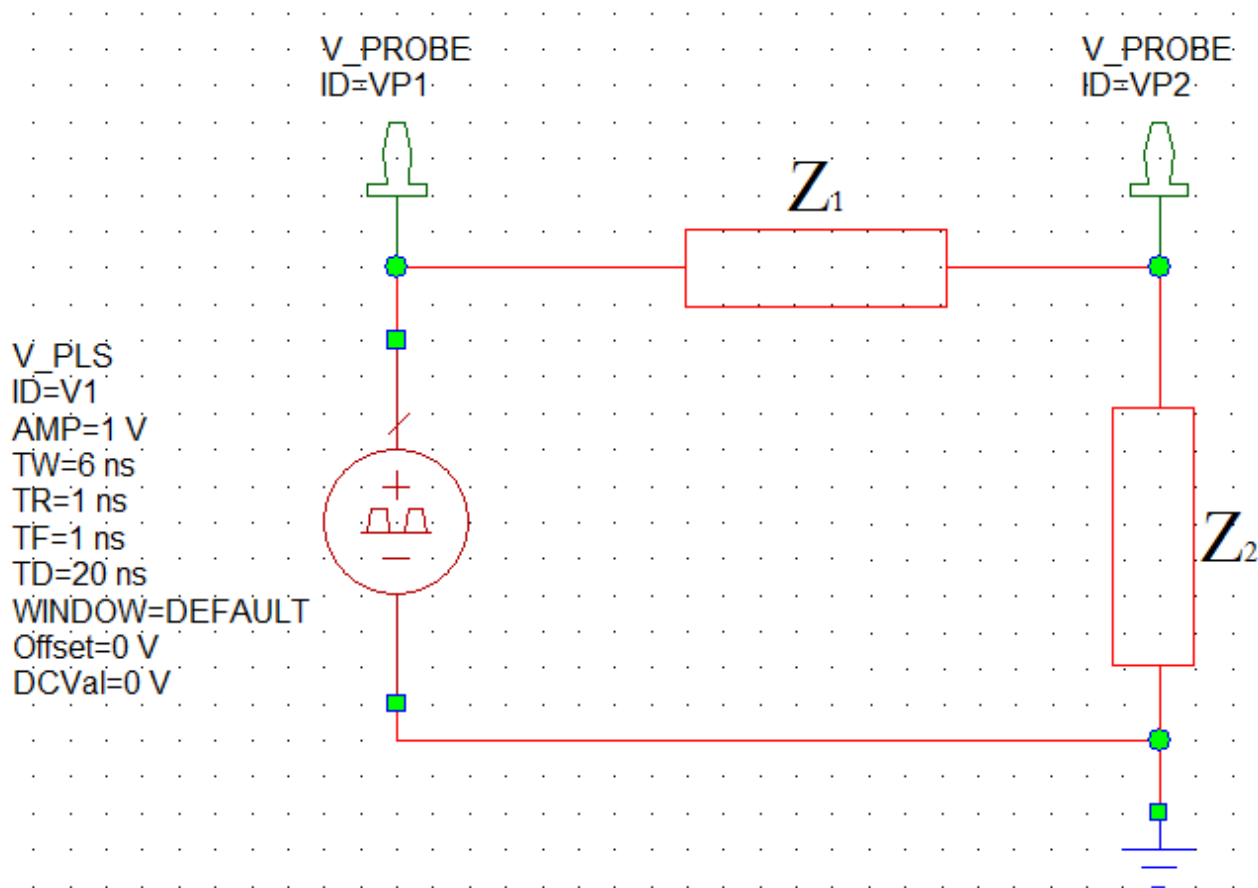 V_PROBE
ID=VP1
V_PROBE
ID=VP2
Z1
V_PLS
ID=V1
AMP=1 V
TW=6 ns
TR=1 ns
TF=1 ns
TD=20 ns
WINDOW=DEFAULT
Offset=0 V
DCVal=0 V
Z2